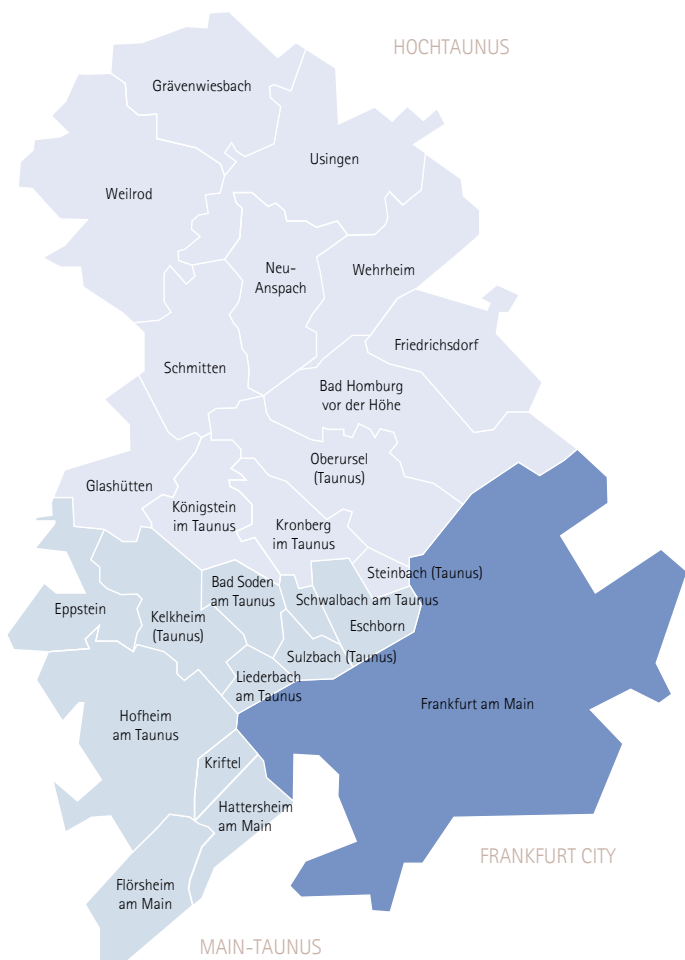 HOCHTAUNUS
Grävenwiesbach
Usingen
Weilrod
Neu-
Anspach
Wehrheim
Friedrichsdorf
Schmitten
Bad Homburg
vor der Höhe
Oberursel
(Taunus)
Glashütten
Königstein
im Taunus
Kronberg
im Taunus
Steinbach (Taunus)
Bad Soden
am Taunus
Schwalbach am Taunus
Eppstein
Kelkheim
(Taunus)
Eschborn
Sulzbach (Taunus)
Liederbach
am Taunus
Frankfurt am Main
Hofheim
am Taunus
Kriftel
Hattersheim
am Main
FRANKFURT CITY
Flörsheim
am Main
MAIN-TAUNUS